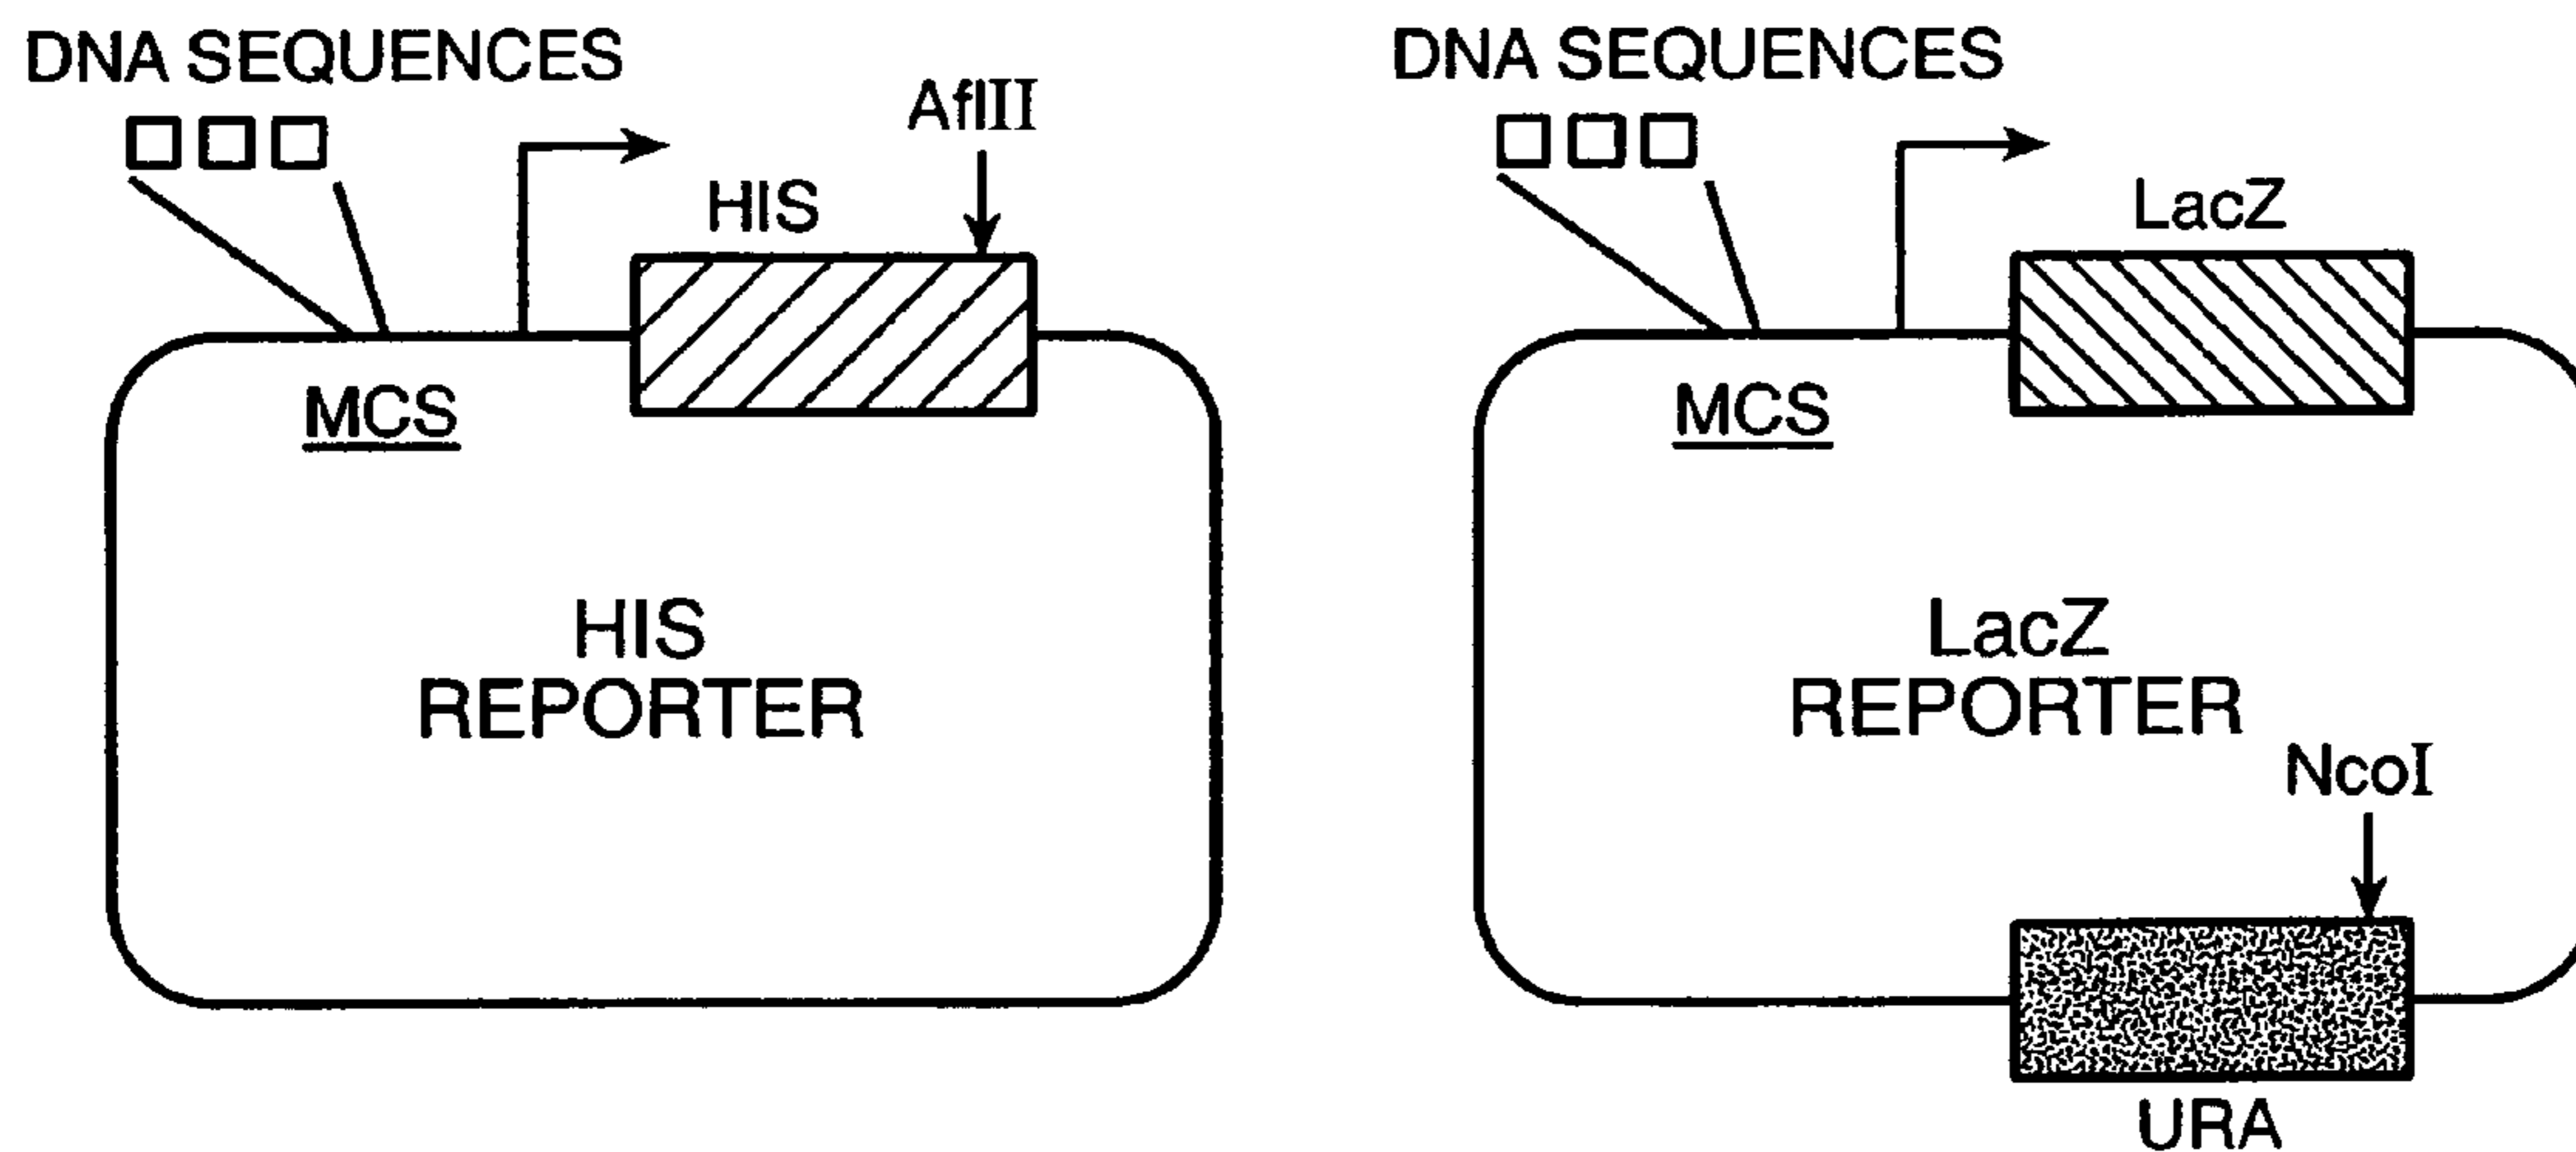 DNA SEQUENCES
AflII
HIS
MCS
HIS
REPORTER
DNA SEQUENCES
LacZ
MCS
LacZ
REPORTER
NcoI
URA